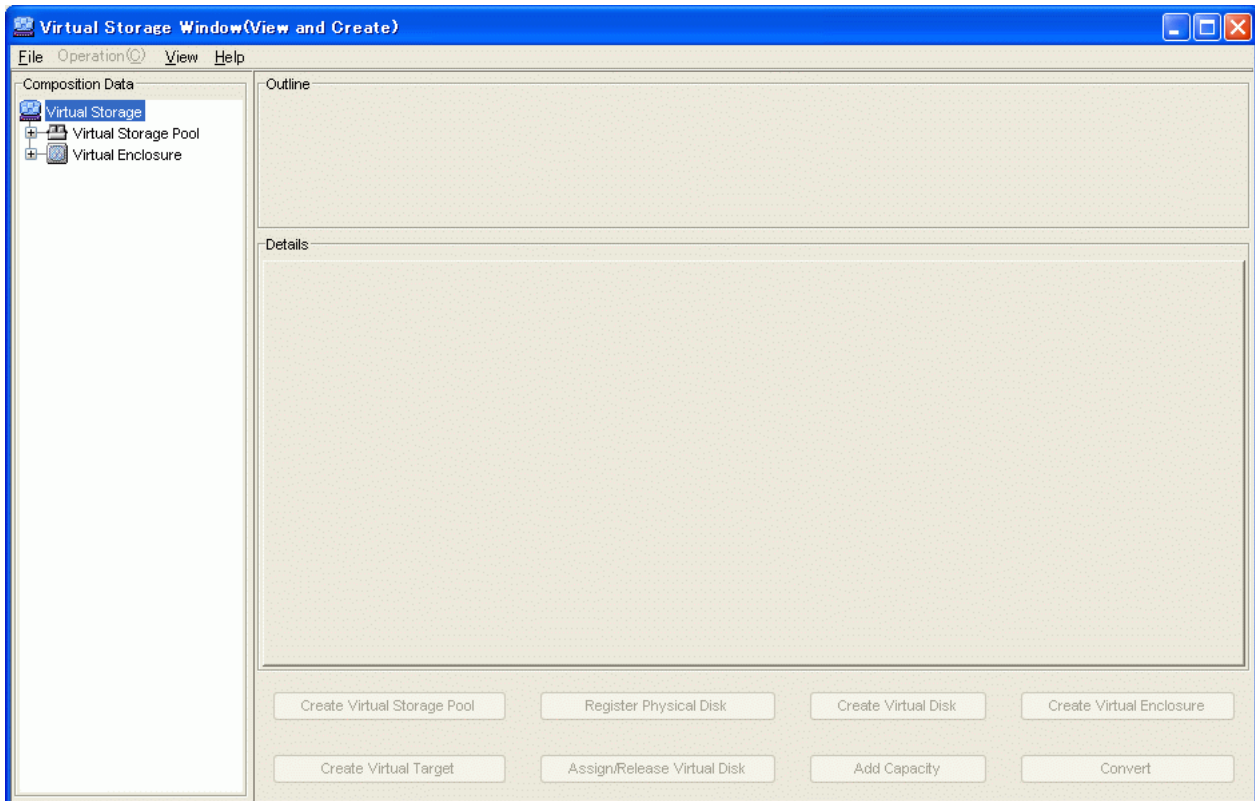 Virtual Storage Window(View and Create)
File Operation(O) View Help
Composition Data
Virtual Storage
Virtual Storage Pool
Virtual Enclosure
Outline
Details
Create Virtual Storage Pool Register Physical Disk Create Virtual Disk Create Virtual Enclosure
Create Virtual Target Assign/Release Virtual Disk Add Capacity Convert